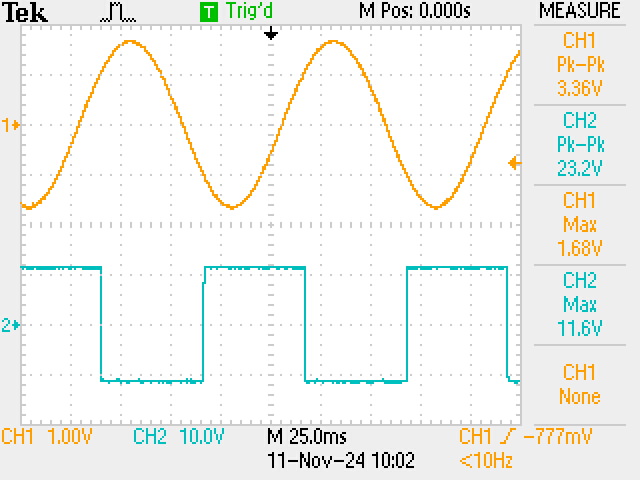 Tek T Trig'd M Pos: 0.000s MEASURE
CH1
Pk-Pk
3.36V
CH2
Pk-Pk
23.2V
CH1
Max
1.68V
CH2
Max
11.6V
CH1
None
1
2
CH1 1.00V CH2 10.0V M 25.0ms CH1 -777mV
11-Nov-24 10:02 <10Hz